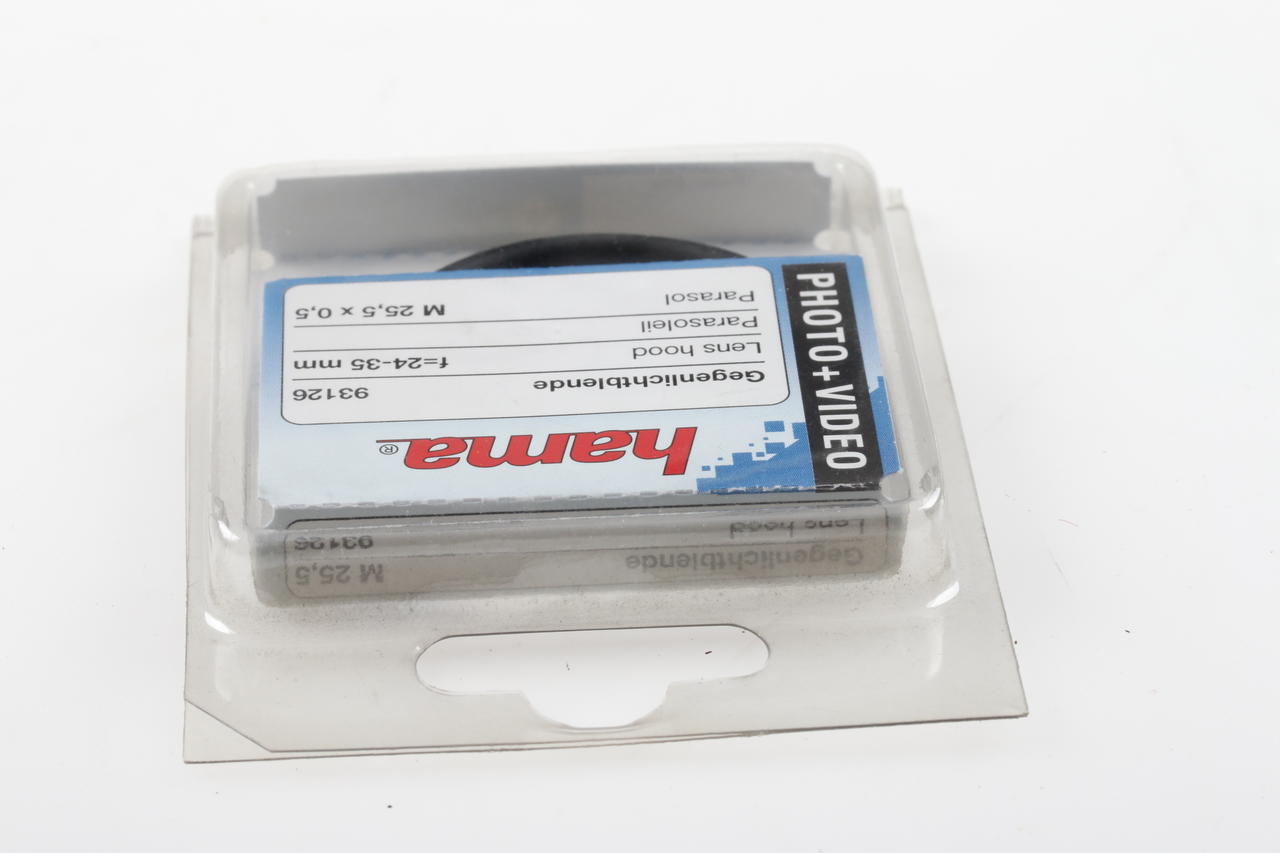 M 25,5
Gegenlichtblende
93126
Lens hood
hama®
Gegenlichtblende 93126
Lens hood f=24-35 mm
Parasoleil
Parasol M 25,5 x 0,5
PHOTO+VIDEO